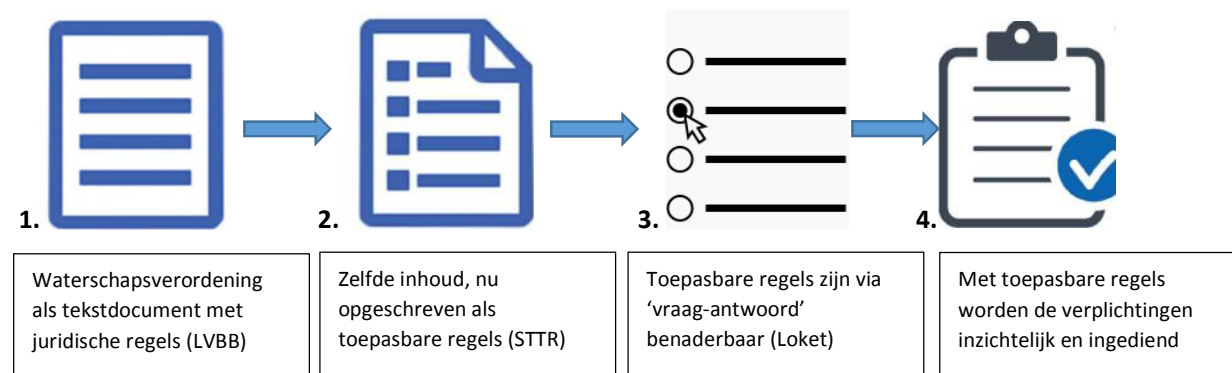 1.
2.
3.
4.
Waterschapsverordening
als tekstdocument met
juridische regels (LVBB)
Zelfde inhoud, nu
opgeschreven als
toepasbare regels (STTR)
Toepasbare regels zijn via
‘vraag-antwoord’
benaderbaar (Loket)
Met toepasbare regels
worden de verplichtingen
inzichtelijk en ingediend